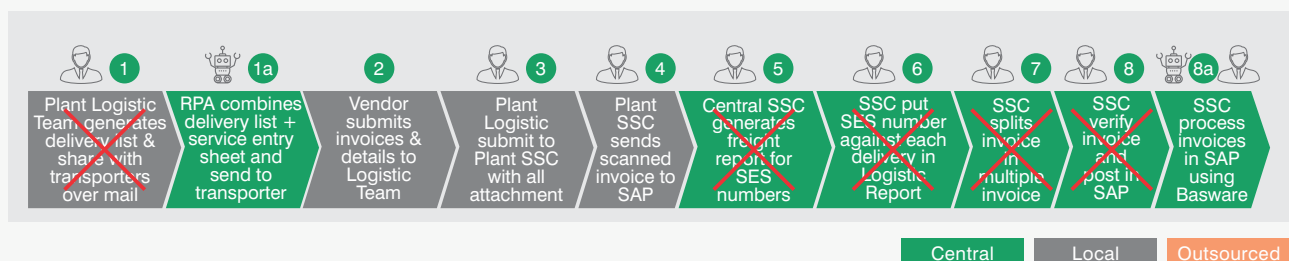 1
Plant Logistic
Team generates
delivery list &
share with
transporters
over mail
1a
RPA combines
delivery list +
service entry
sheet and
send to
transporter
2
Vendor
submits
invoices &
details to
Logistic
Team
3
Plant
Logistic
submit to
Plant SSC
with all
attachment
4
Plant
SSC
sends
scanned
invoice to
SAP
5
Central SSC
generates
freight
report for
SES
numbers
6
SSC put
SES number
against each
delivery in
Logistic
Report
7
SSC
splits
invoice
in
multiple
invoice
8
SSC
verify
invoice
and
post in
SAP
8a
SSC
process
invoices
in SAP
using
Basware
Central
Local
Outsourced